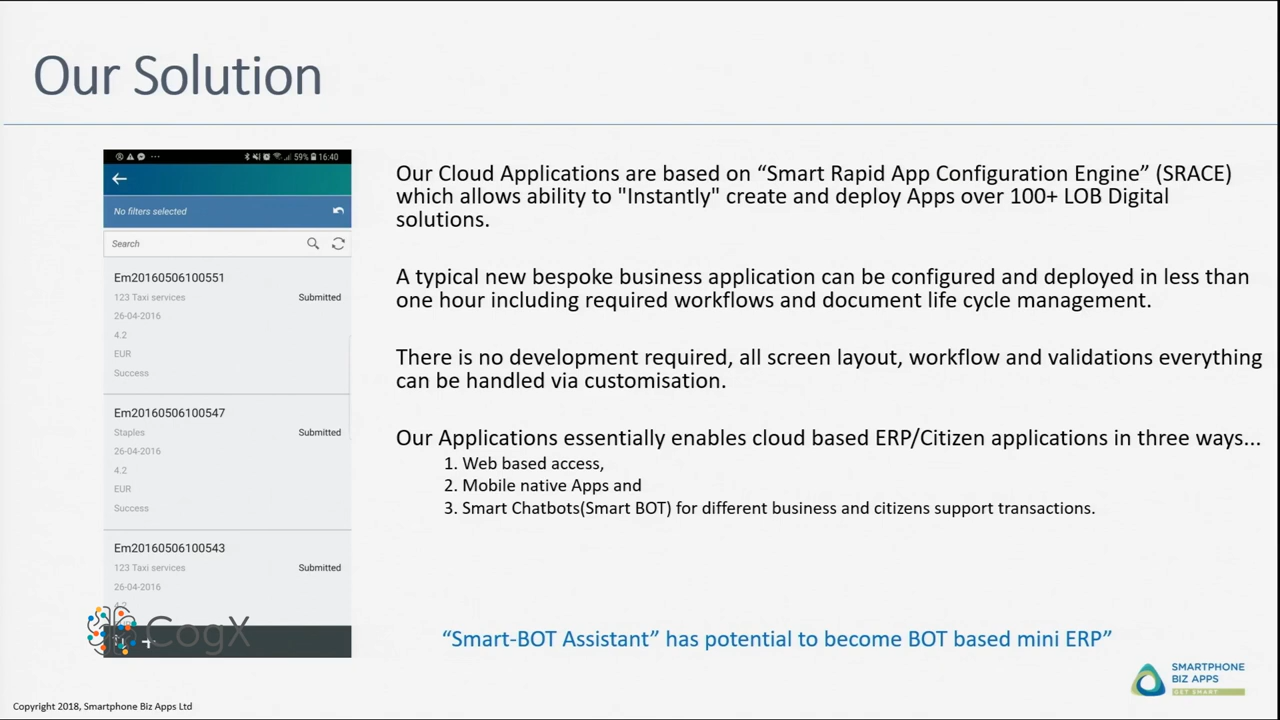 Our Solution
59% 16:40
No filters selected
Search
Em20160506100551
123 Taxi services
Submitted
26-04-2016
4.2
EUR
Success
Em20160506100547
Staples
Submitted
26-04-2016
4.2
EUR
Success
Em20160506100543
123 Taxi services
Submitted
26-04-2016
4.2
CogX
Our Cloud Applications are based on “Smart Rapid App Configuration Engine” (SRACE)
which allows ability to "Instantly" create and deploy Apps over 100+ LOB Digital
solutions.
A typical new bespoke business application can be configured and deployed in less than
one hour including required workflows and document life cycle management.
There is no development required, all screen layout, workflow and validations everything
can be handled via customisation.
Our Applications essentially enables cloud based ERP/Citizen applications in three ways...
1. Web based access,
2. Mobile native Apps and
3. Smart Chatbots(Smart BOT) for different business and citizens support transactions.
“Smart-BOT Assistant” has potential to become BOT based mini ERP”
SMARTPHONE
BIZ APPS
GET SMART
Copyright 2018, Smartphone Biz Apps Ltd